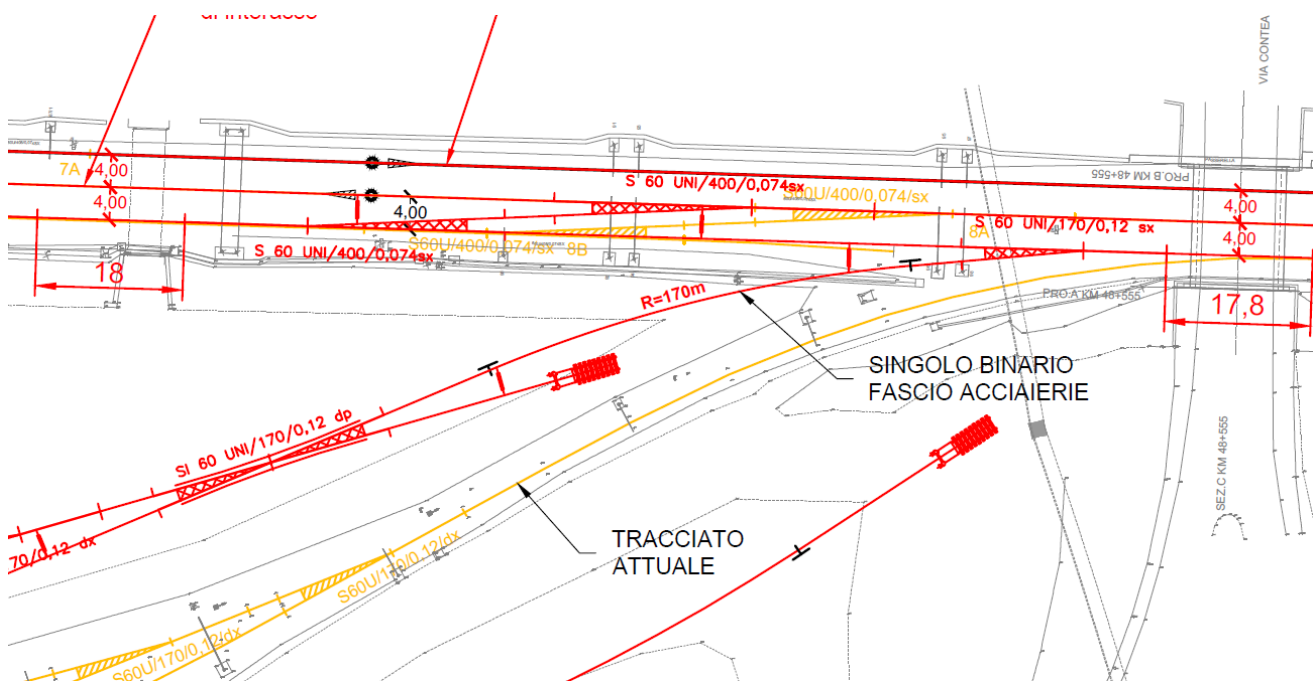 di interasse
VIA CONTEA
7A
4,00
4,00
4,00
S 60 UNI/400/0,074sx
S60U/400/0,074/sx
PRO.B KM 48+555
4,00
4,00
S 60 UNI/170/0,12 sx
8A
S60U/400/0,074/sx 8B
S 60 UNI/400/0,074sx
18
R=170m
PRO.A KM 48+555
17,8
SINGOLO BINARIO
FASCIO ACCIAIERIE
SI 60 UNI/170/0,12 dp
SEZ.C KM 48+555
70/0,12 dx
TRACCIATO
ATTUALE
S60U/170/0,12/dx
S60U/170/0,12/dx